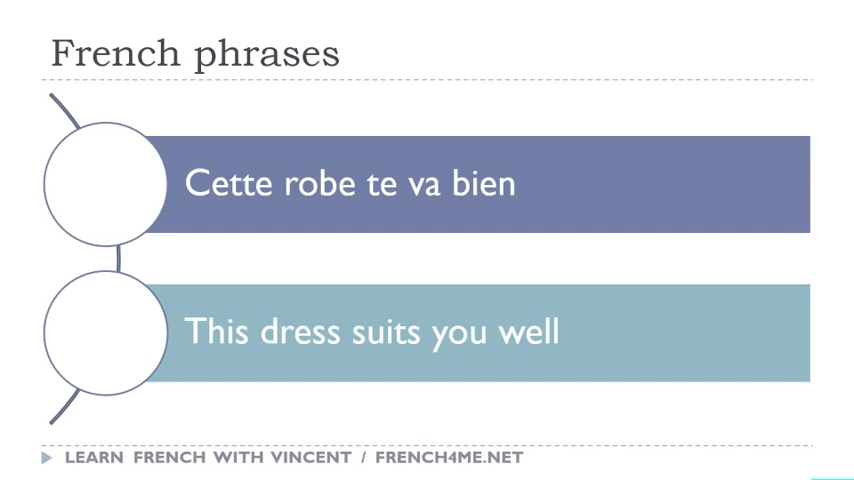 French phrases
Cette robe te va bien
This dress suits you well
LEARN FRENCH WITH VINCENT / FRENCH4ME.NET